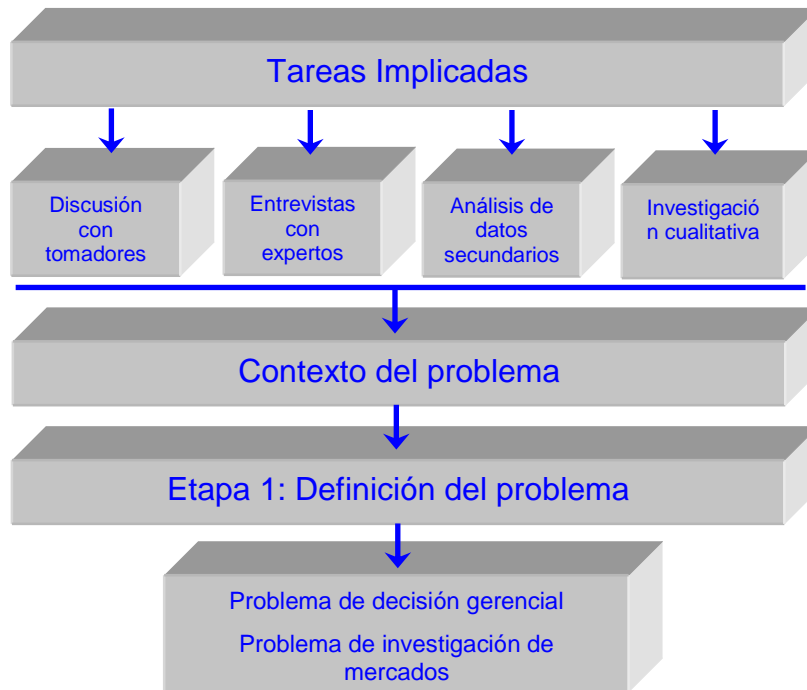 Tareas Implicadas
Discusión
con
tomadores
Entrevistas
con
expertos
Análisis de
datos
secundarios
Investigació
n cualitativa
Contexto del problema
Etapa 1: Definición del problema
Problema de decisión gerencial
Problema de investigación de
mercados